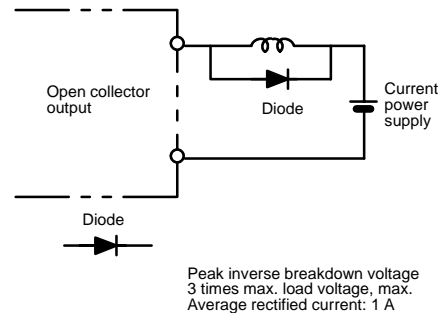 Open collector
output
Diode
Current
power
supply
Diode
Peak inverse breakdown voltage
3 times max. load voltage, max.
Average rectified current: 1 A